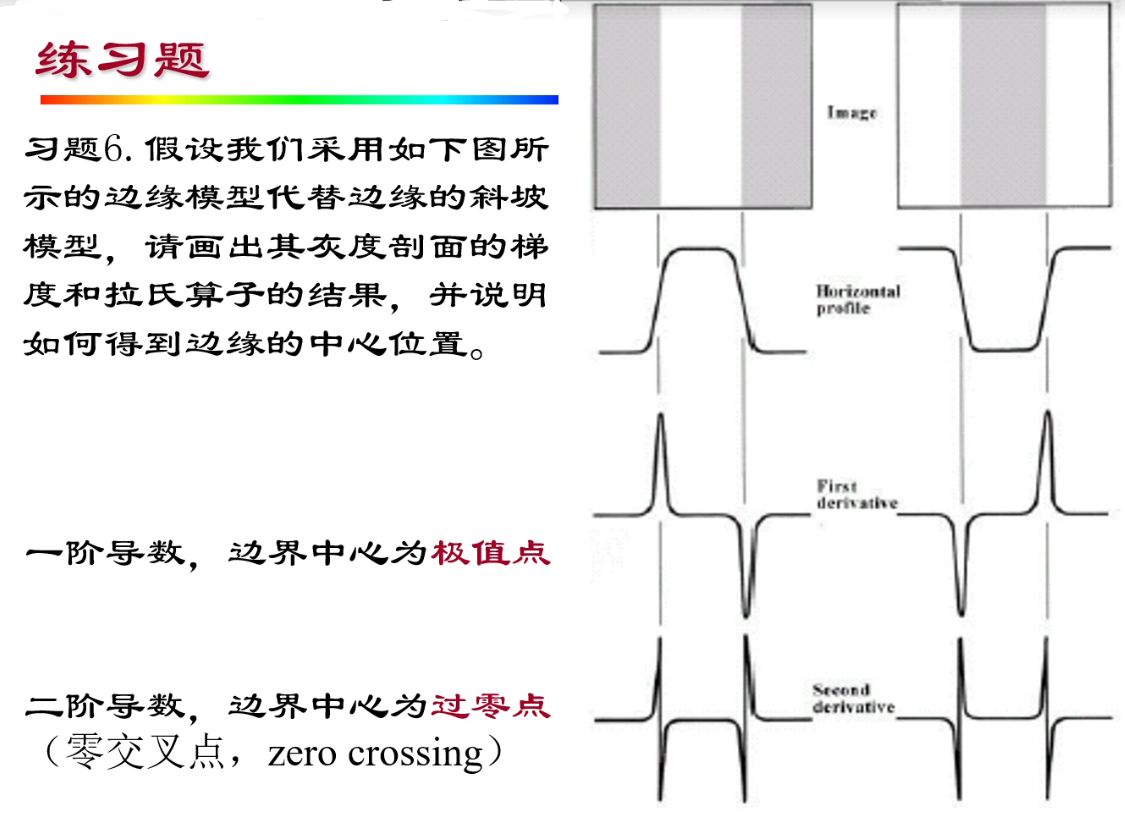 练习题
习题6. 假设我们采用如下图所
示的边缘模型代替边缘的斜坡
模型，请画出其灰度剖面的梯
度和拉氏算子的结果，并说明
如何得到边缘的中心位置。
一阶导数，边界中心为极值点
二阶导数，边界中心为过零点
（零交叉点，zero crossing）
Image
Horizontal
profile
First
derivative
Second
derivative